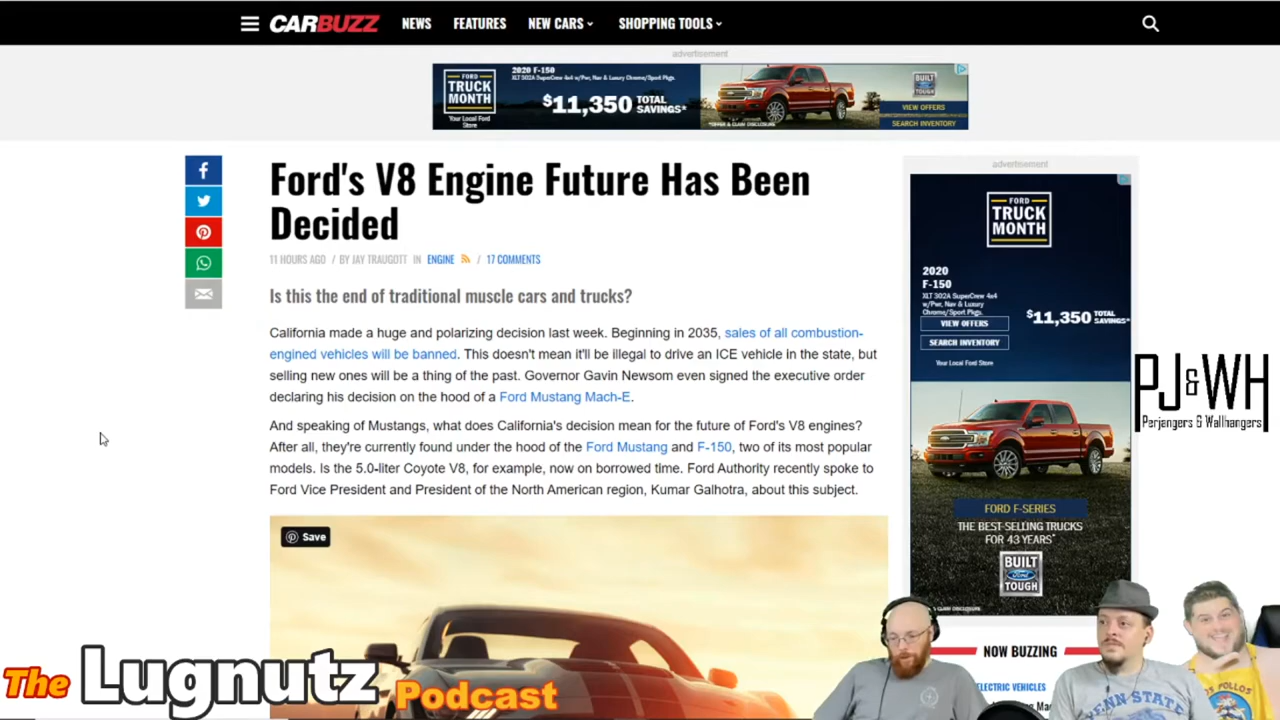 CARBUZZ NEWS FEATURES NEW CARS SHOPPING TOOLS
advertisement
FORD TRUCK MONTH
Your Local Ford Store
2020 F-150
XLT 302A SuperCrew 4x4 w/Pwr, Nav & Luxury Chrome/Sport Pkgs.
$11,350 TOTAL SAVINGS*
*OFFER & CLAIM DISCLOSURE
BUILT Ford TOUGH
VIEW OFFERS
SEARCH INVENTORY
Ford's V8 Engine Future Has Been
Decided
11 HOURS AGO / BY JAY TRAUGOTT IN ENGINE / 17 COMMENTS
Is this the end of traditional muscle cars and trucks?
California made a huge and polarizing decision last week. Beginning in 2035, sales of all combustion-
engined vehicles will be banned. This doesn't mean it'll be illegal to drive an ICE vehicle in the state, but
selling new ones will be a thing of the past. Governor Gavin Newsom even signed the executive order
declaring his decision on the hood of a Ford Mustang Mach-E.
And speaking of Mustangs, what does California's decision mean for the future of Ford's V8 engines?
After all, they're currently found under the hood of the Ford Mustang and F-150, two of its most popular
models. Is the 5.0-liter Coyote V8, for example, now on borrowed time. Ford Authority recently spoke to
Ford Vice President and President of the North American region, Kumar Galhotra, about this subject.
Save
advertisement
FORD
TRUCK
MONTH
2020
F-150
XLT 302A SuperCrew 4x4
w/Pwr, Nav & Luxury
Chrome/Sport Pkgs.
$11,350 TOTAL SAVINGS*
VIEW OFFERS
SEARCH INVENTORY
Your Local Ford Store
FORD F-SERIES
THE BEST-SELLING TRUCKS
FOR 43 YEARS*
BUILT
Ford
TOUGH
*CLAIM DISCLOSURE
PJ&WH
Perjangers & Wallhangers
NOW BUZZING
ELECTRIC VEHICLES
PENN STATE
The Lugnutz Podcast